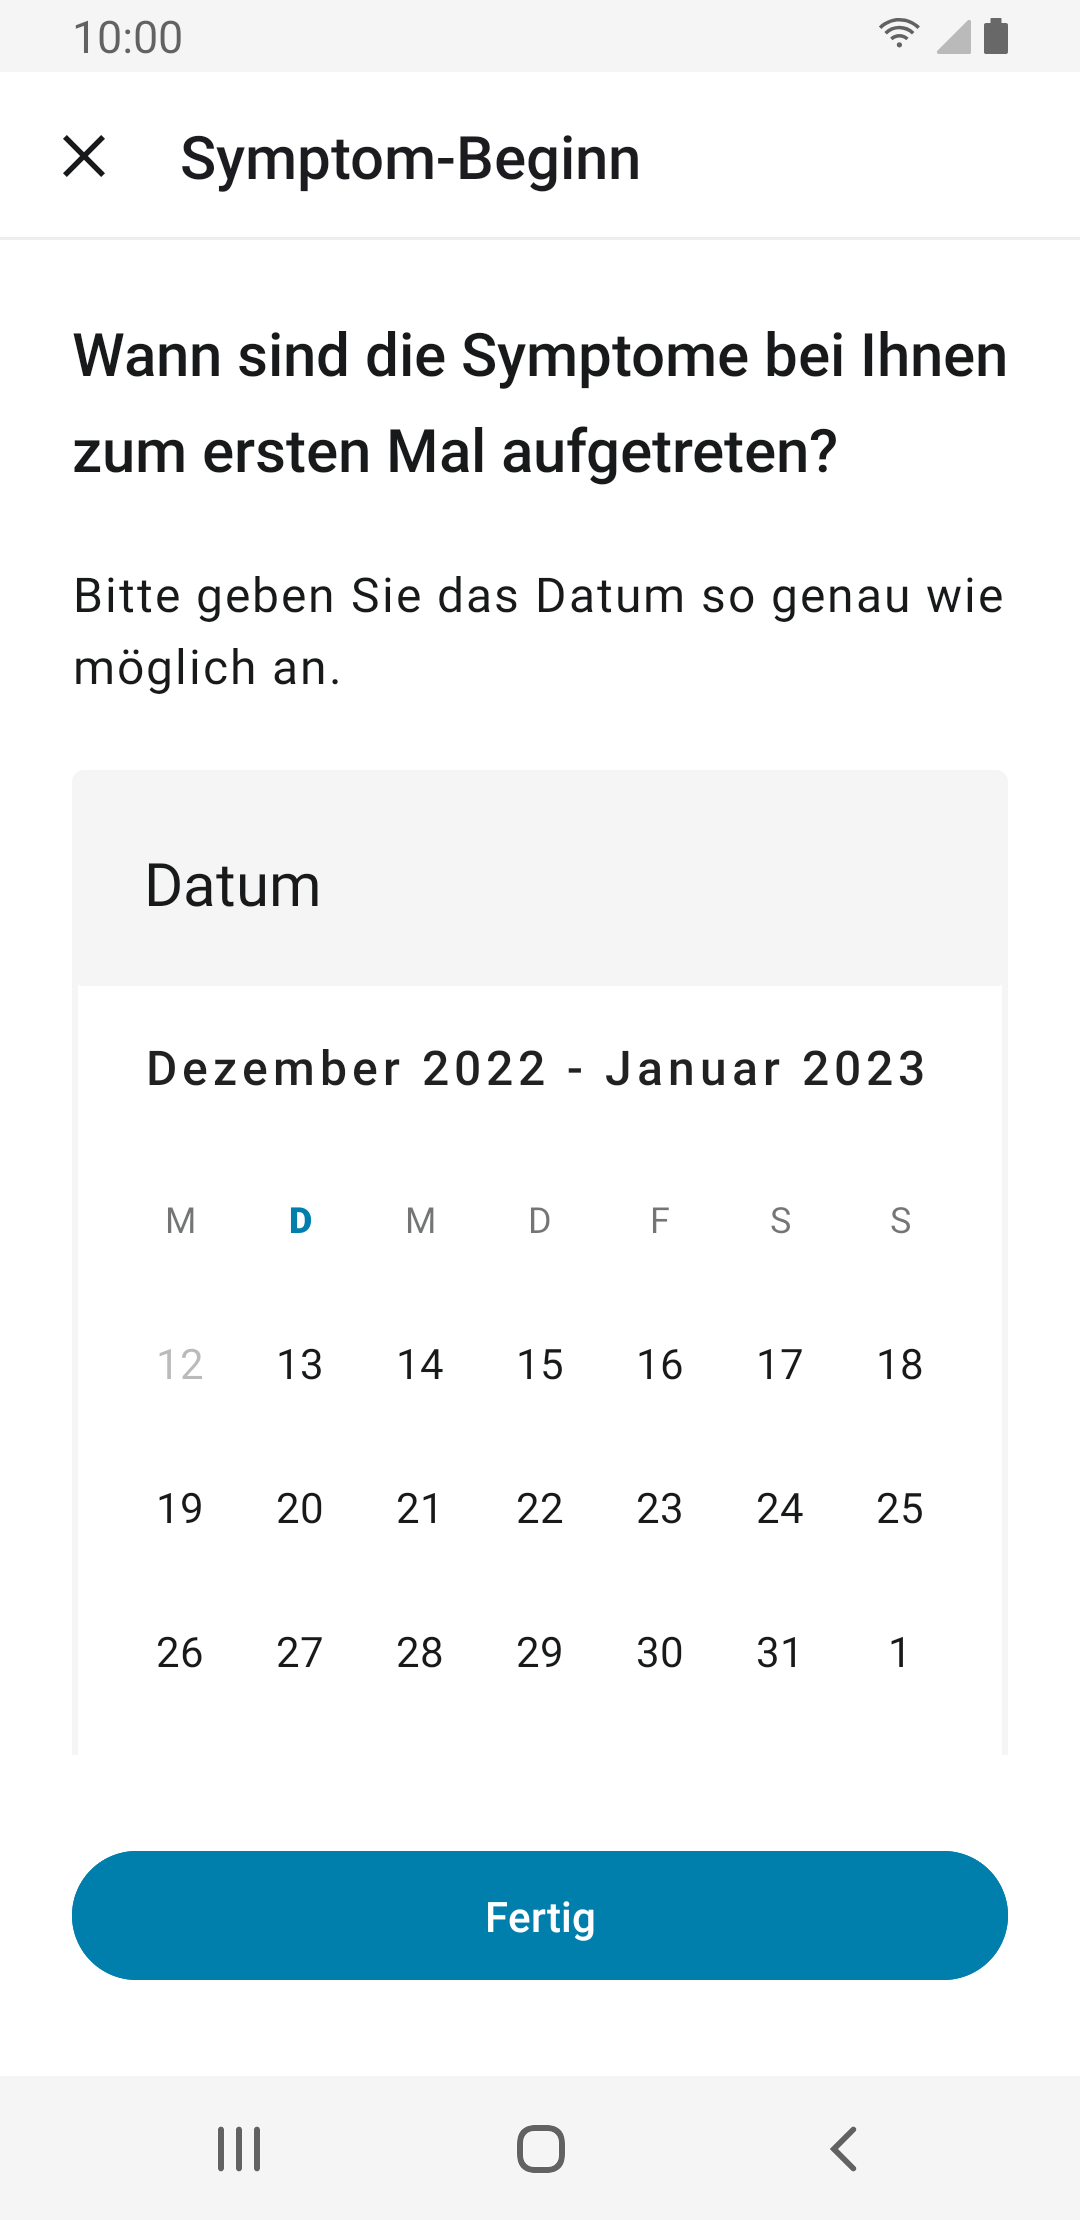 10:00
Symptom-Beginn
Wann sind die Symptome bei Ihnen
zum ersten Mal aufgetreten?
Bitte geben Sie das Datum so genau wie
möglich an.
Datum
Dezember 2022 - Januar 2023
M D M D F S S
12 13 14 15 16 17 18
19 20 21 22 23 24 25
26 27 28 29 30 31 1
Fertig